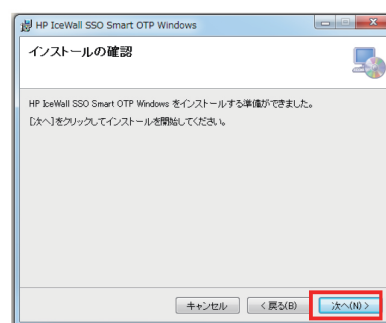 HP IceWall SSO Smart OTP Windows
インストールの確認
HP IceWall SSO Smart OTP Windows をインストールする準備ができました。
[次へ]をクリックしてインストールを開始してください。
キャンセル
< 戻る(B)
次へ(N) >